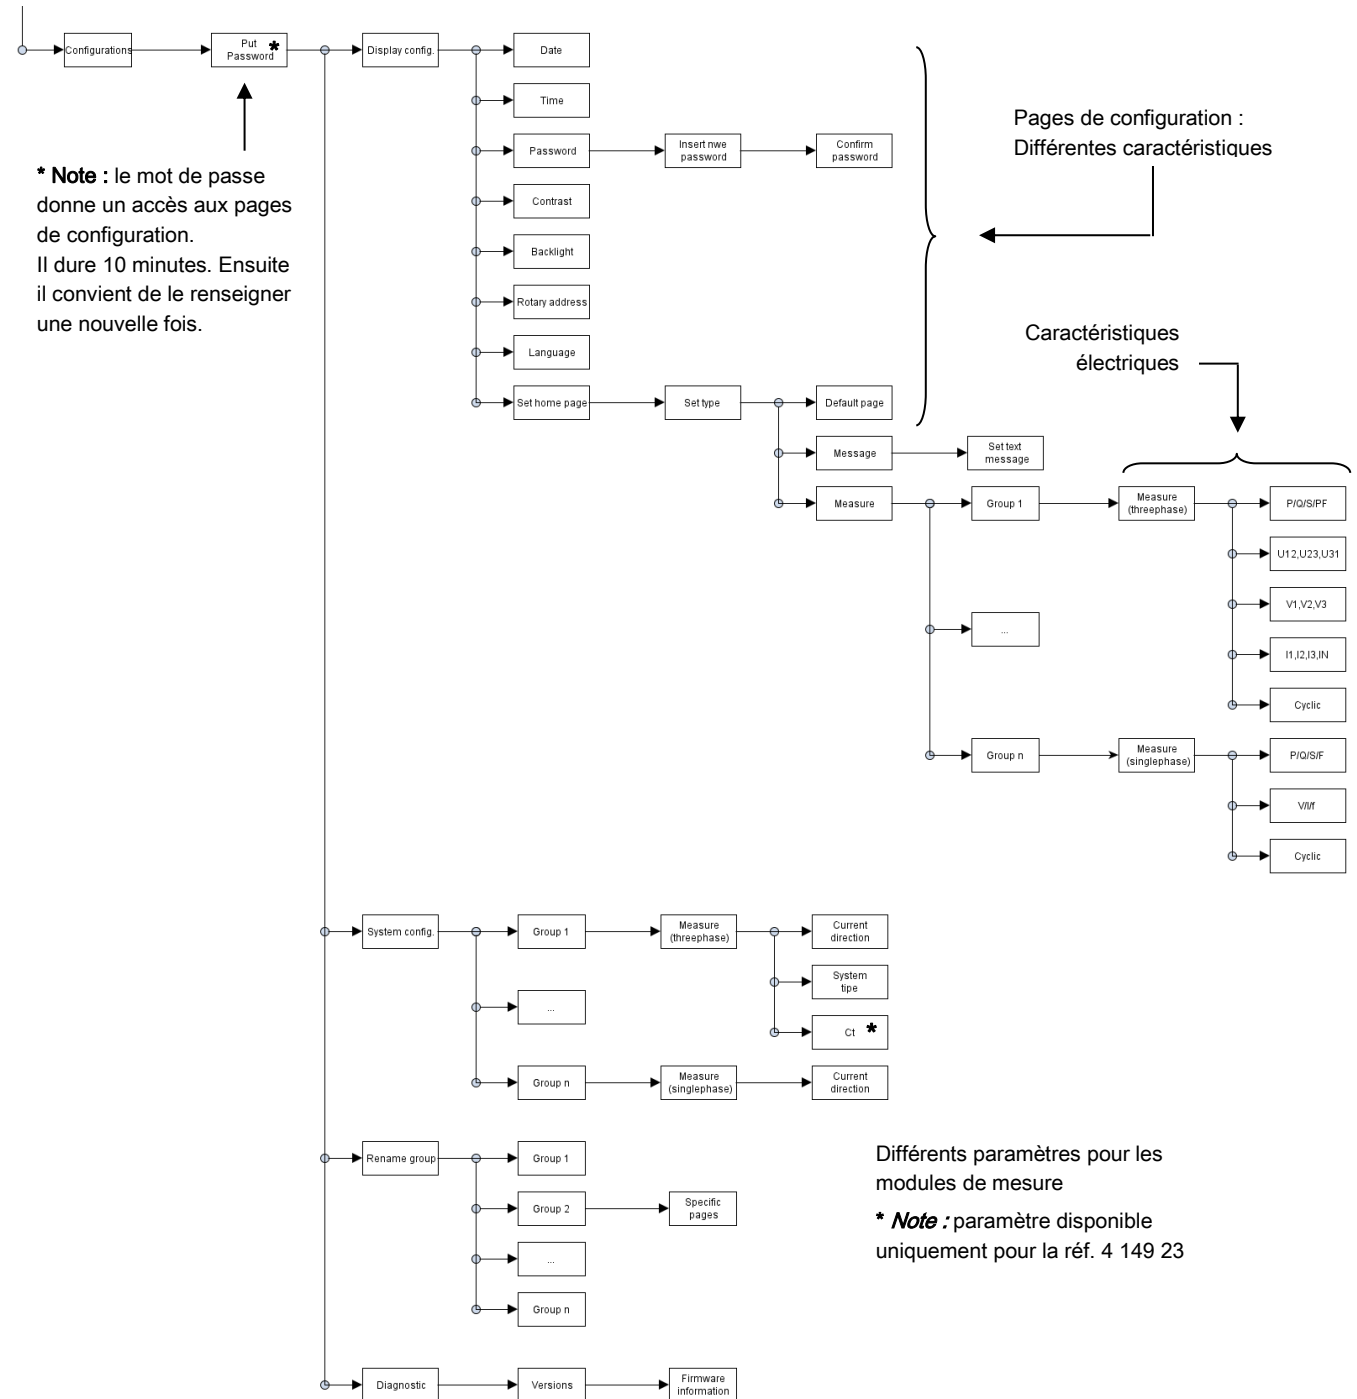 Configurations
Put
Password *
Display config.
Date
Time
Password
Insert nwe
password
Confirm
password
Contrast
Backlight
Rotary address
Language
Set home page
Set type
Default page
Message
Set text
message
Measure
Group 1
Measure
(threephase)
P/Q/S/PF
U12,U23,U31
V1,V2,V3
I1,I2,I3,IN
Cyclic
...
Group n
Measure
(singlephase)
P/Q/S/F
V/I/f
Cyclic
* Note : le mot de passe
donne un accès aux pages
de configuration.
Il dure 10 minutes. Ensuite
il convient de le renseigner
une nouvelle fois.
Pages de configuration :
Différentes caractéristiques
Caractéristiques
électriques
System config.
Group 1
Measure
(threephase)
Current
direction
System
tipe
Ct *
...
Group n
Measure
(singlephase)
Current
direction
Rename group
Group 1
Group 2
Specific
pages
...
Group n
Différents paramètres pour les
modules de mesure
* Note : paramètre disponible
uniquement pour la réf. 4 149 23
Diagnostic
Versions
Firmware
information